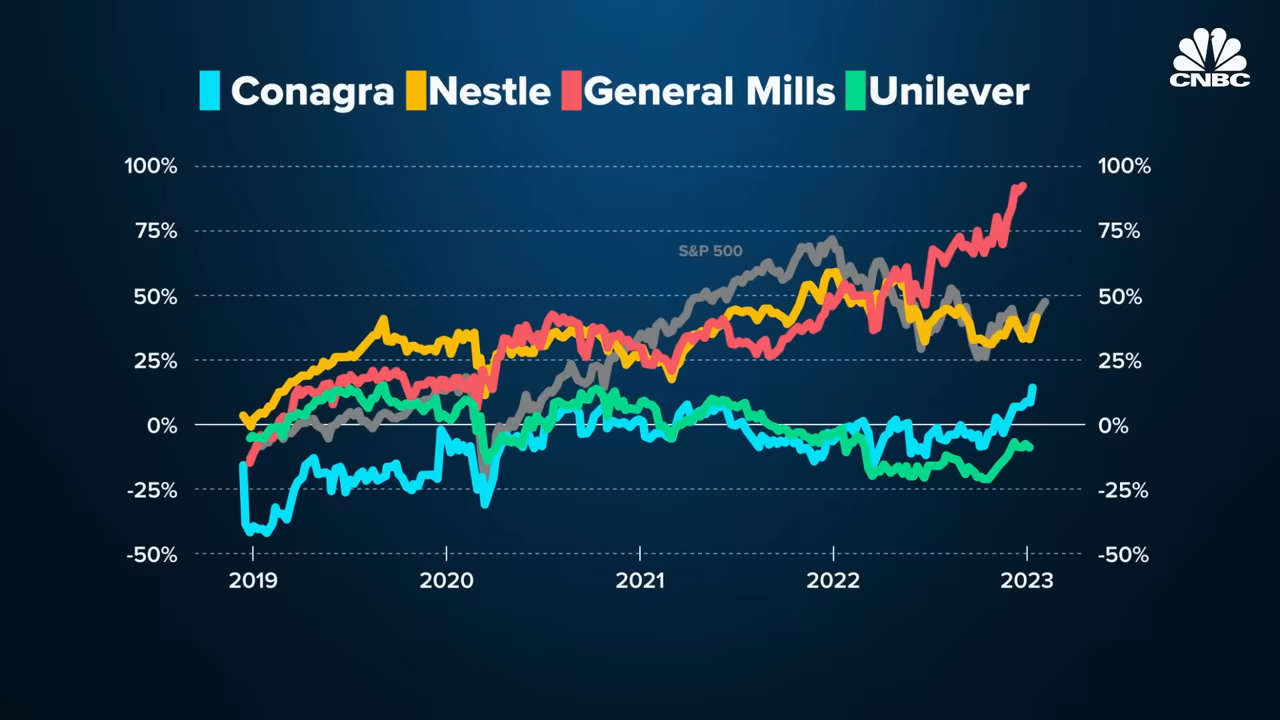 CNBC
Conagra Nestle General Mills Unilever
100% 100%
75% 75%
S&P 500
50% 50%
25% 25%
0% 0%
-25% -25%
-50% -50%
2019 2020 2021 2022 2023